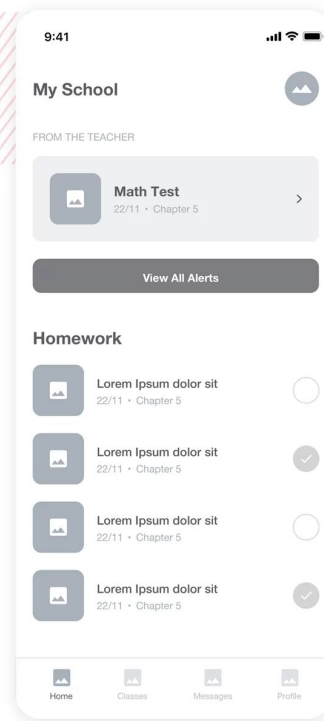 9:41
My School
FROM THE TEACHER
Math Test
22/11 • Chapter 5
View All Alerts
Homework
Lorem Ipsum dolor sit
22/11 • Chapter 5
Lorem Ipsum dolor sit
22/11 • Chapter 5
Lorem Ipsum dolor sit
22/11 • Chapter 5
Lorem Ipsum dolor sit
22/11 • Chapter 5
Home Classes Messages Profile